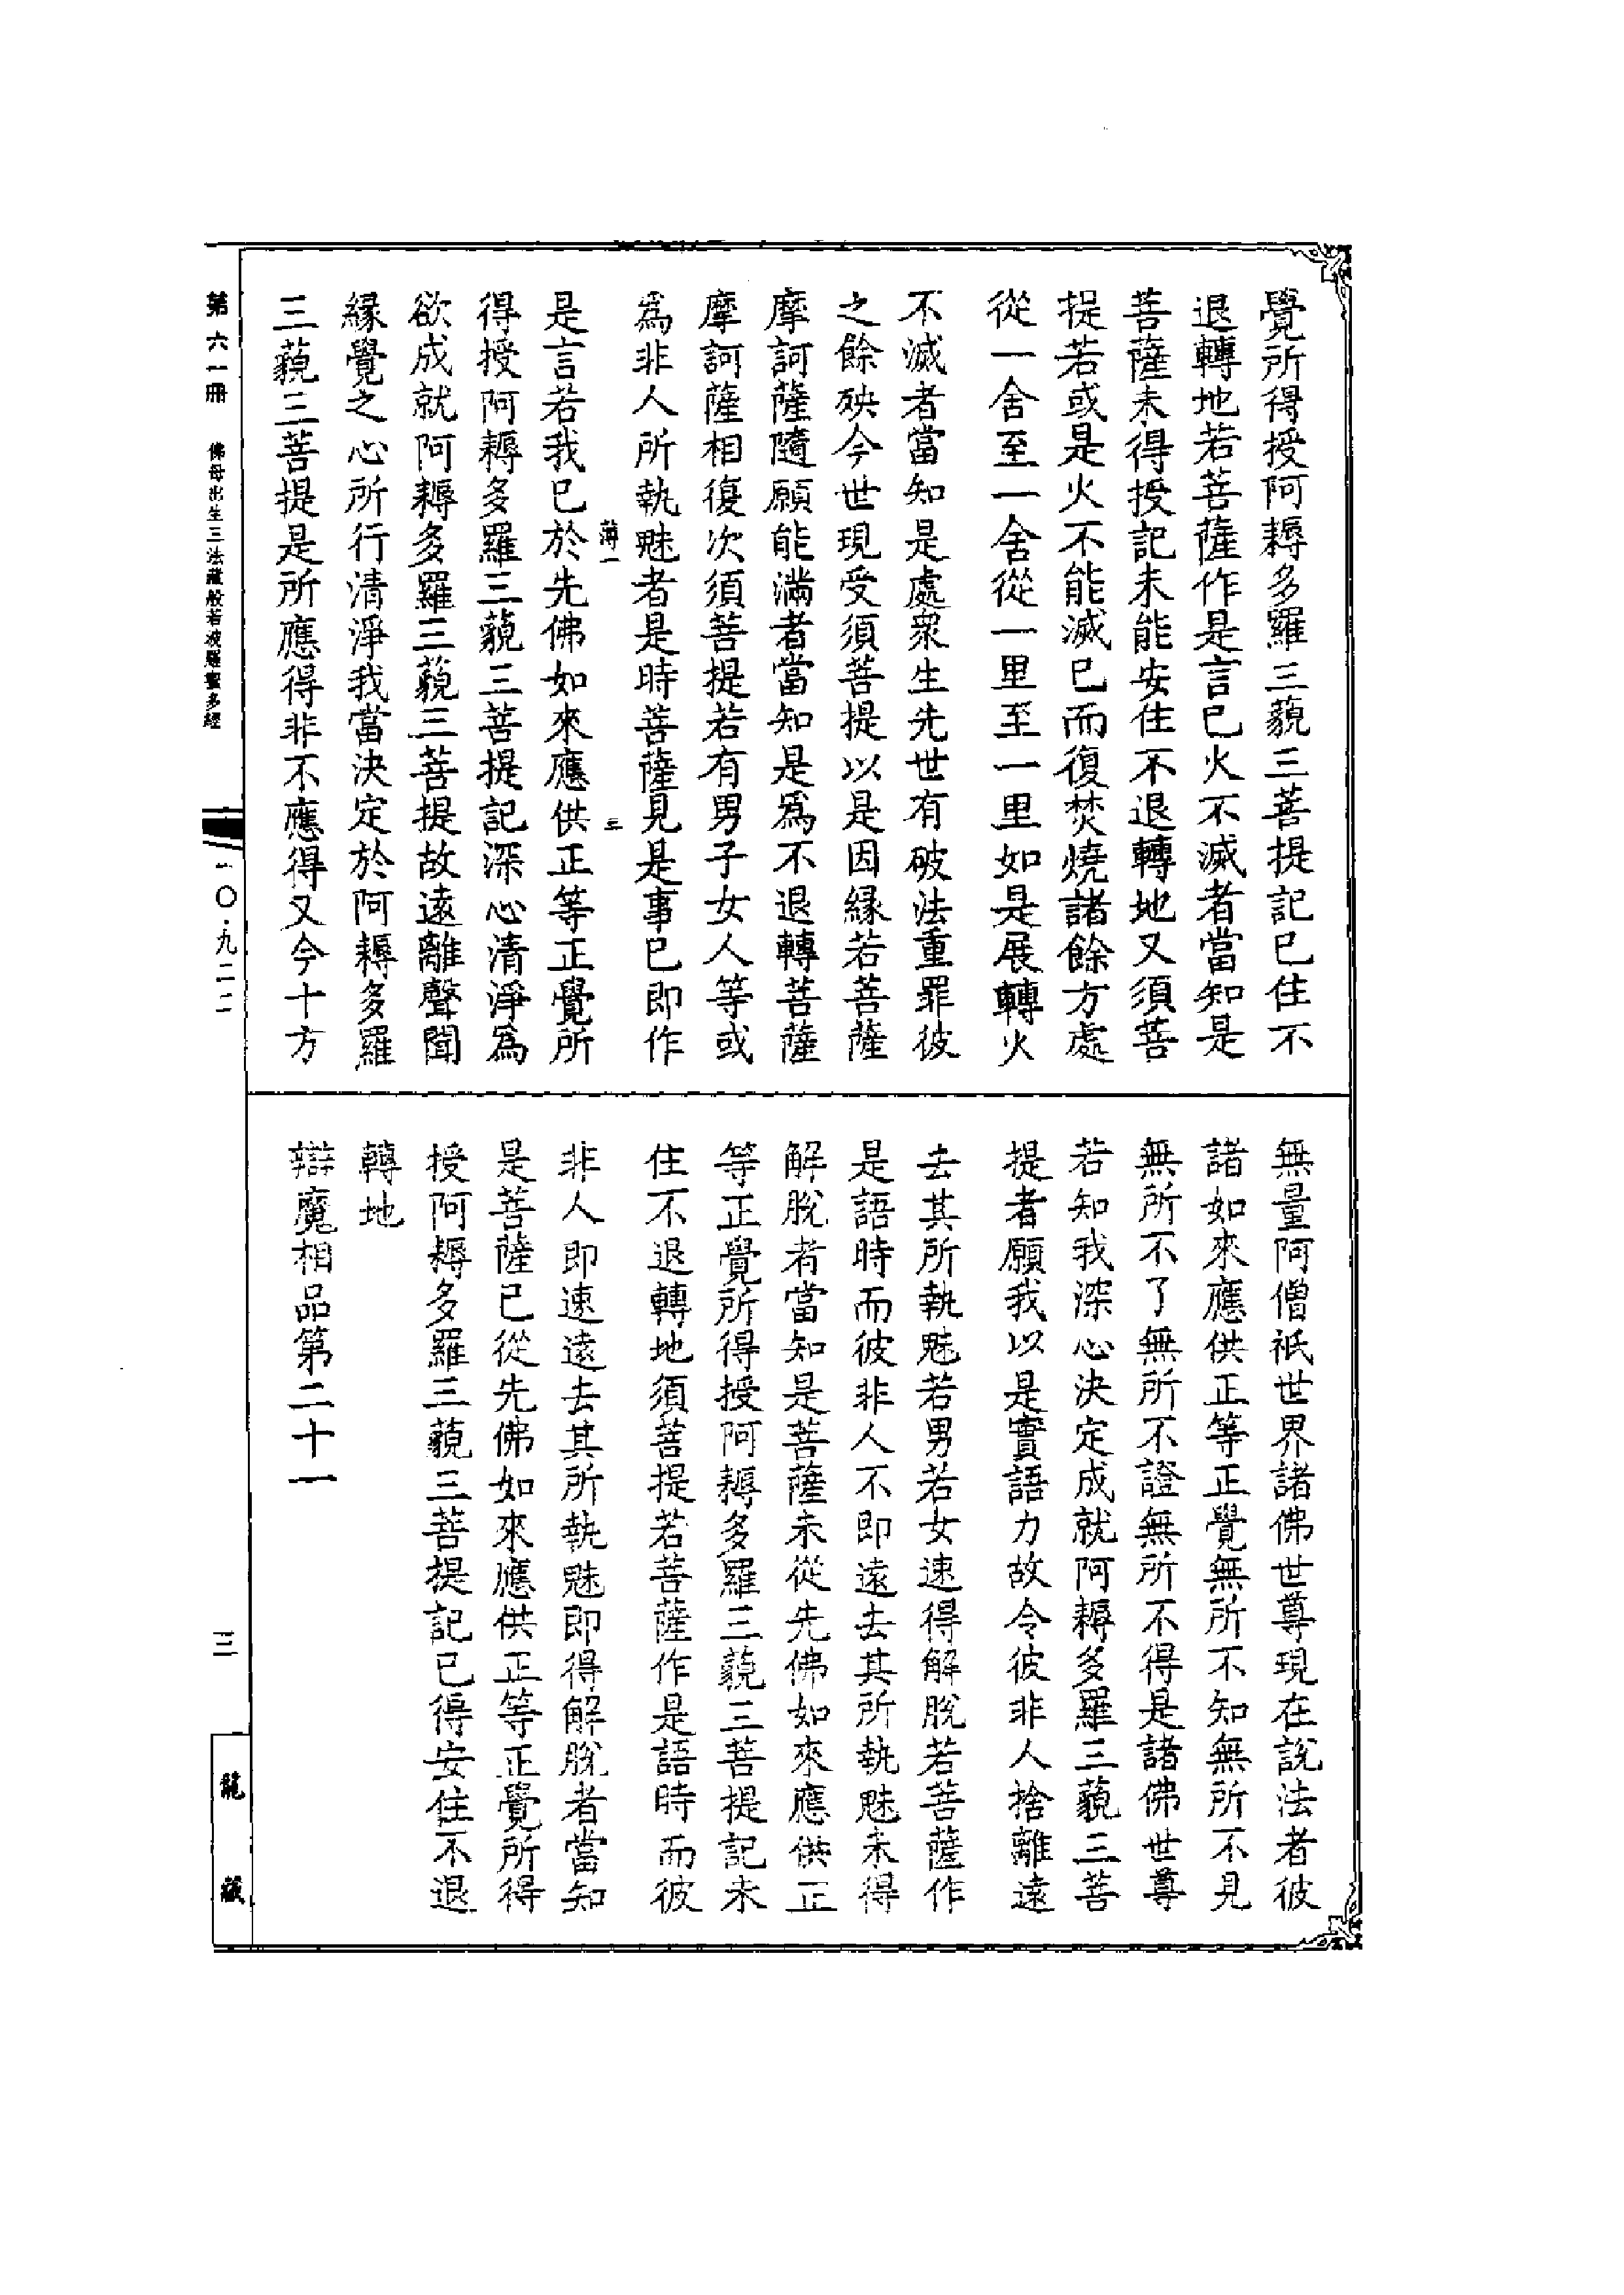 覺所得授阿耨多羅三藐三菩提記已住不
退轉地若菩薩作是言已火不滅者當知是
菩薩未得授記未能安住不退轉地又須菩
提若或是火不能滅已而復焚燒諸餘方處
從一舍至一舍從一里至一里如是展轉火
不滅者當知是處眾生先世有破法重罪彼
之餘殃今世現受須菩提以是因緣若菩薩
摩訶薩隨願能滿者當知是為不退轉菩薩
摩訶薩相復次須菩提若有男子女人等或
為非人所執魅者是時菩薩見是事已即作
薄一 三
是言若我已於先佛如來應供正等正覺所
得授阿耨多羅三藐三菩提記深心清淨為
欲成就阿耨多羅三藐三菩提故遠離聲聞
緣覺之心所行清淨我當決定於阿耨多羅
三藐三菩提是所應得非不應得又今十方
無量阿僧祇世界諸佛世尊現在說法者彼
諸如來應供正等正覺無所不知無所不見
無所不了無所不證無所不得是諸佛世尊
若知我深心決定成就阿耨多羅三藐三菩
提者願我以是實語力故令彼非人捨離遠
去其所執魅若男若女速得解脫若菩薩作
是語時而彼非人不即遠去其所執魅未得
解脫者當知是菩薩未從先佛如來應供正
等正覺所得授阿耨多羅三藐三菩提記未
住不退轉地須菩提若菩薩作是語時而彼
非人即速遠去其所執魅即得解脫者當知
是菩薩已從先佛如來應供正等正覺所得
授阿耨多羅三藐三菩提記已得安住不退
轉地
辯魔相品第二十一
第六一冊 佛母出生三法藏般若波羅蜜多經
一〇·九二二
三
龍藏